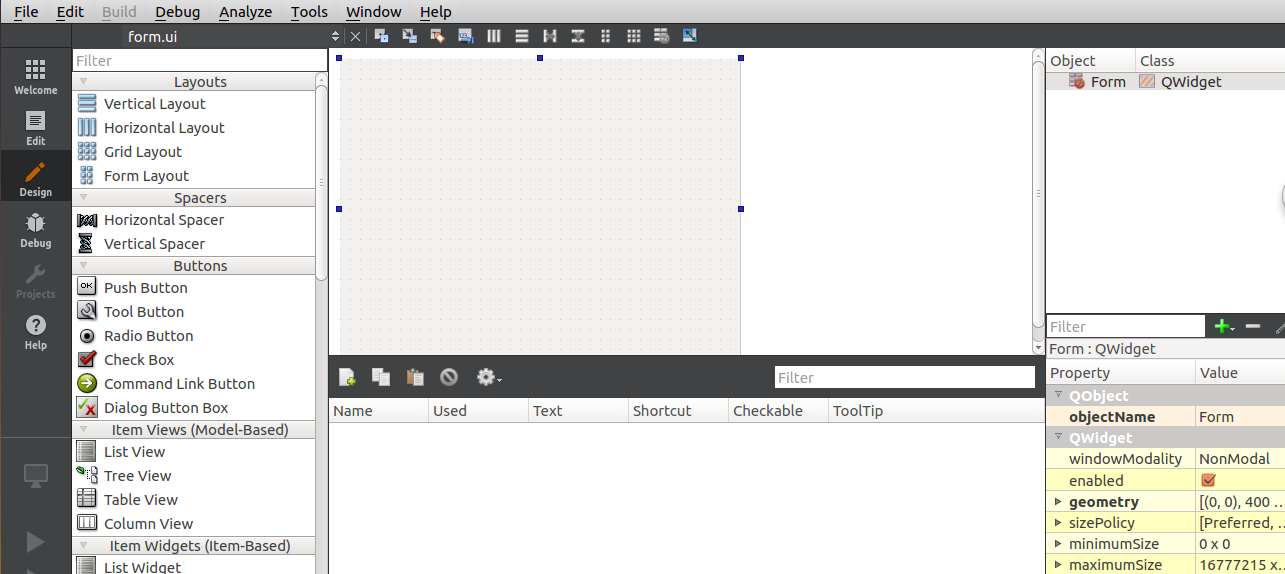 File Edit Build Debug Analyze Tools Window Help
form.ui
Welcome
Edit
Design
Debug
Projects
Help
Filter
Layouts
Vertical Layout
Horizontal Layout
Grid Layout
Form Layout
Spacers
Horizontal Spacer
Vertical Spacer
Buttons
OK Push Button
Tool Button
Radio Button
Check Box
Command Link Button
Dialog Button Box
Item Views (Model-Based)
List View
Tree View
Table View
Column View
Item Widgets (Item-Based)
List Widget
Filter
Name Used Text Shortcut Checkable ToolTip
Object Class
Form QWidget
Filter
Form : QWidget
Property Value
QObject
objectName Form
QWidget
windowModality NonModal
enabled
geometry [(0, 0), 400 ...
sizePolicy [Preferred, ...
minimumSize 0 x 0
maximumSize 16777215 x...